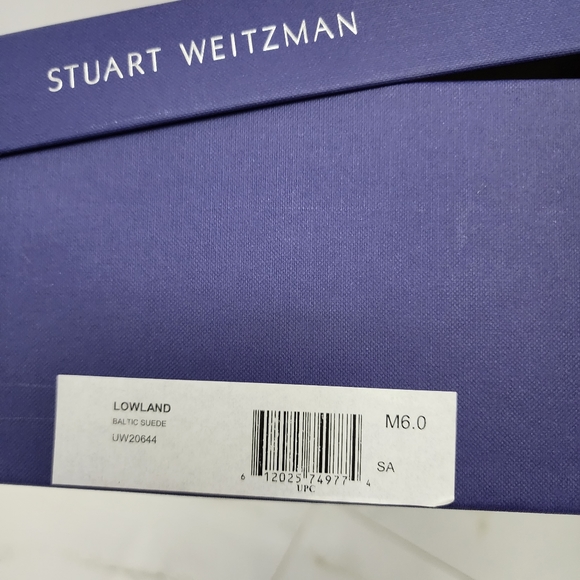 STUART WEITZMAN
LOWLAND
BALTIC SUEDE
UW20644
M6.0
SA
6 12025 74977 4
UPC